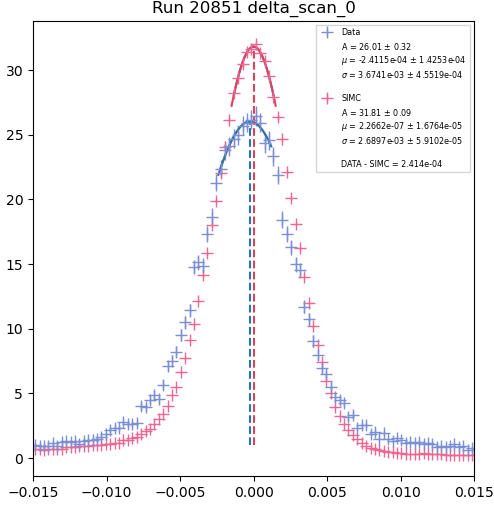 Run 20851 delta_scan_0
Data
A = 26.01 ± 0.32
μ = -2.4115e-04 ± 1.4253e-04
σ = 3.6741e-03 ± 4.5519e-04
SIMC
A = 31.81 ± 0.09
μ = 2.2662e-07 ± 1.6764e-05
σ = 2.6897e-03 ± 5.9102e-05
DATA - SIMC = 2.414e-04
30
25
20
15
10
5
0
−0.015 −0.010 −0.005 0.000 0.005 0.010 0.015